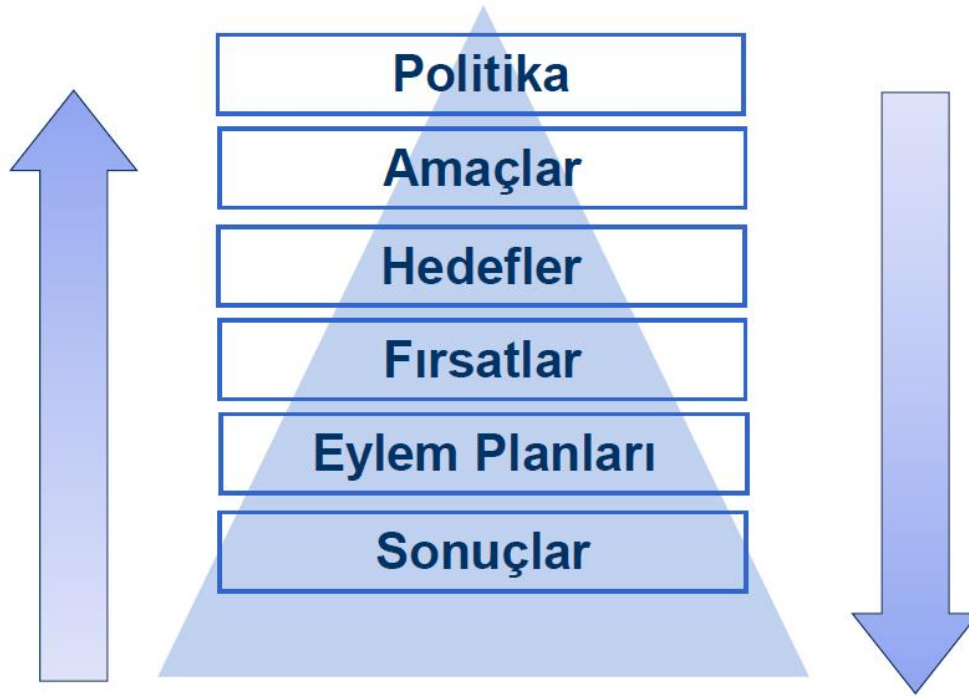 Politika
Amaçlar
Hedefler
Fırsatlar
Eylem Planları
Sonuçlar